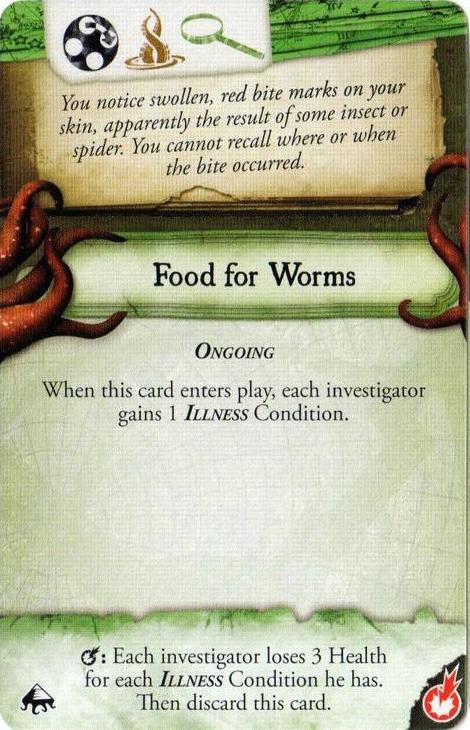 You notice swollen, red bite marks on your
skin, apparently the result of some insect or
spider. You cannot recall where or when
the bite occurred.
Food for Worms
ONGOING
When this card enters play, each investigator
gains 1 ILLNESS Condition.
: Each investigator loses 3 Health
for each ILLNESS Condition he has.
Then discard this card.